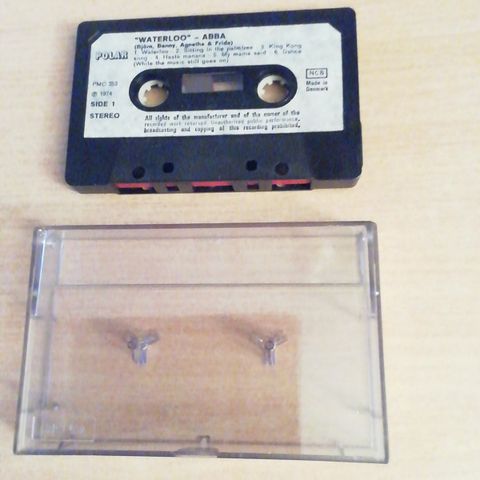 "WATERLOO" – ABBA
(Björn, Benny, Agnetha & Frida)
1. Waterloo · 2. Sitting in the palmtree · 3. King Kong
song · 4. Hasta manana · 5. My mama said · 6. Dance
(While the music still goes on)
POLAR
PMC 253
℗ 1974
SIDE 1
STEREO
NCB
Made in
Denmark
All rights of the manufacturer and of the owner of the
recorded work reserved. Unauthorized public performance,
broadcasting and copying of this recording prohibited.